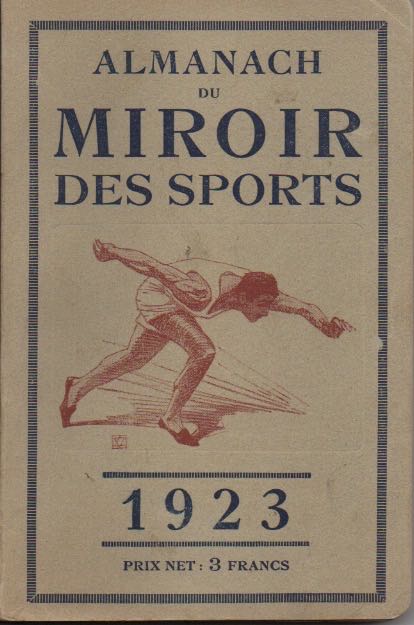 ALMANACH
DU
MIROIR
DES SPORTS
1923
PRIX NET : 3 FRANCS